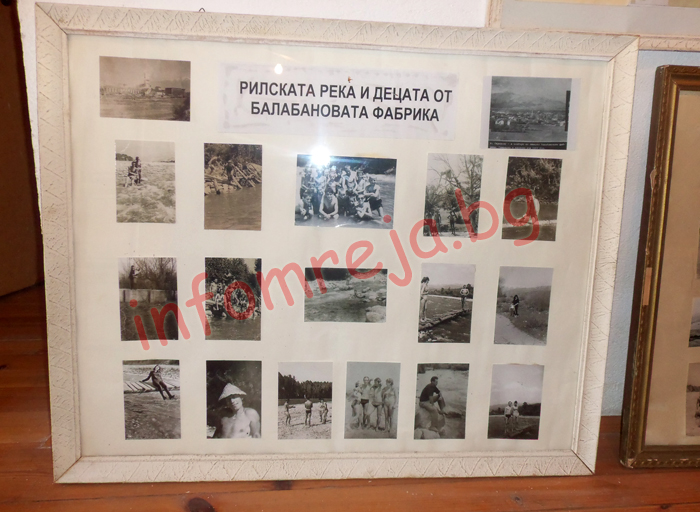 РИЛСКАТА РЕКА И ДЕЦАТА ОТ
БАЛАБАНОВАТА ФАБРИКА
infomreja.bg